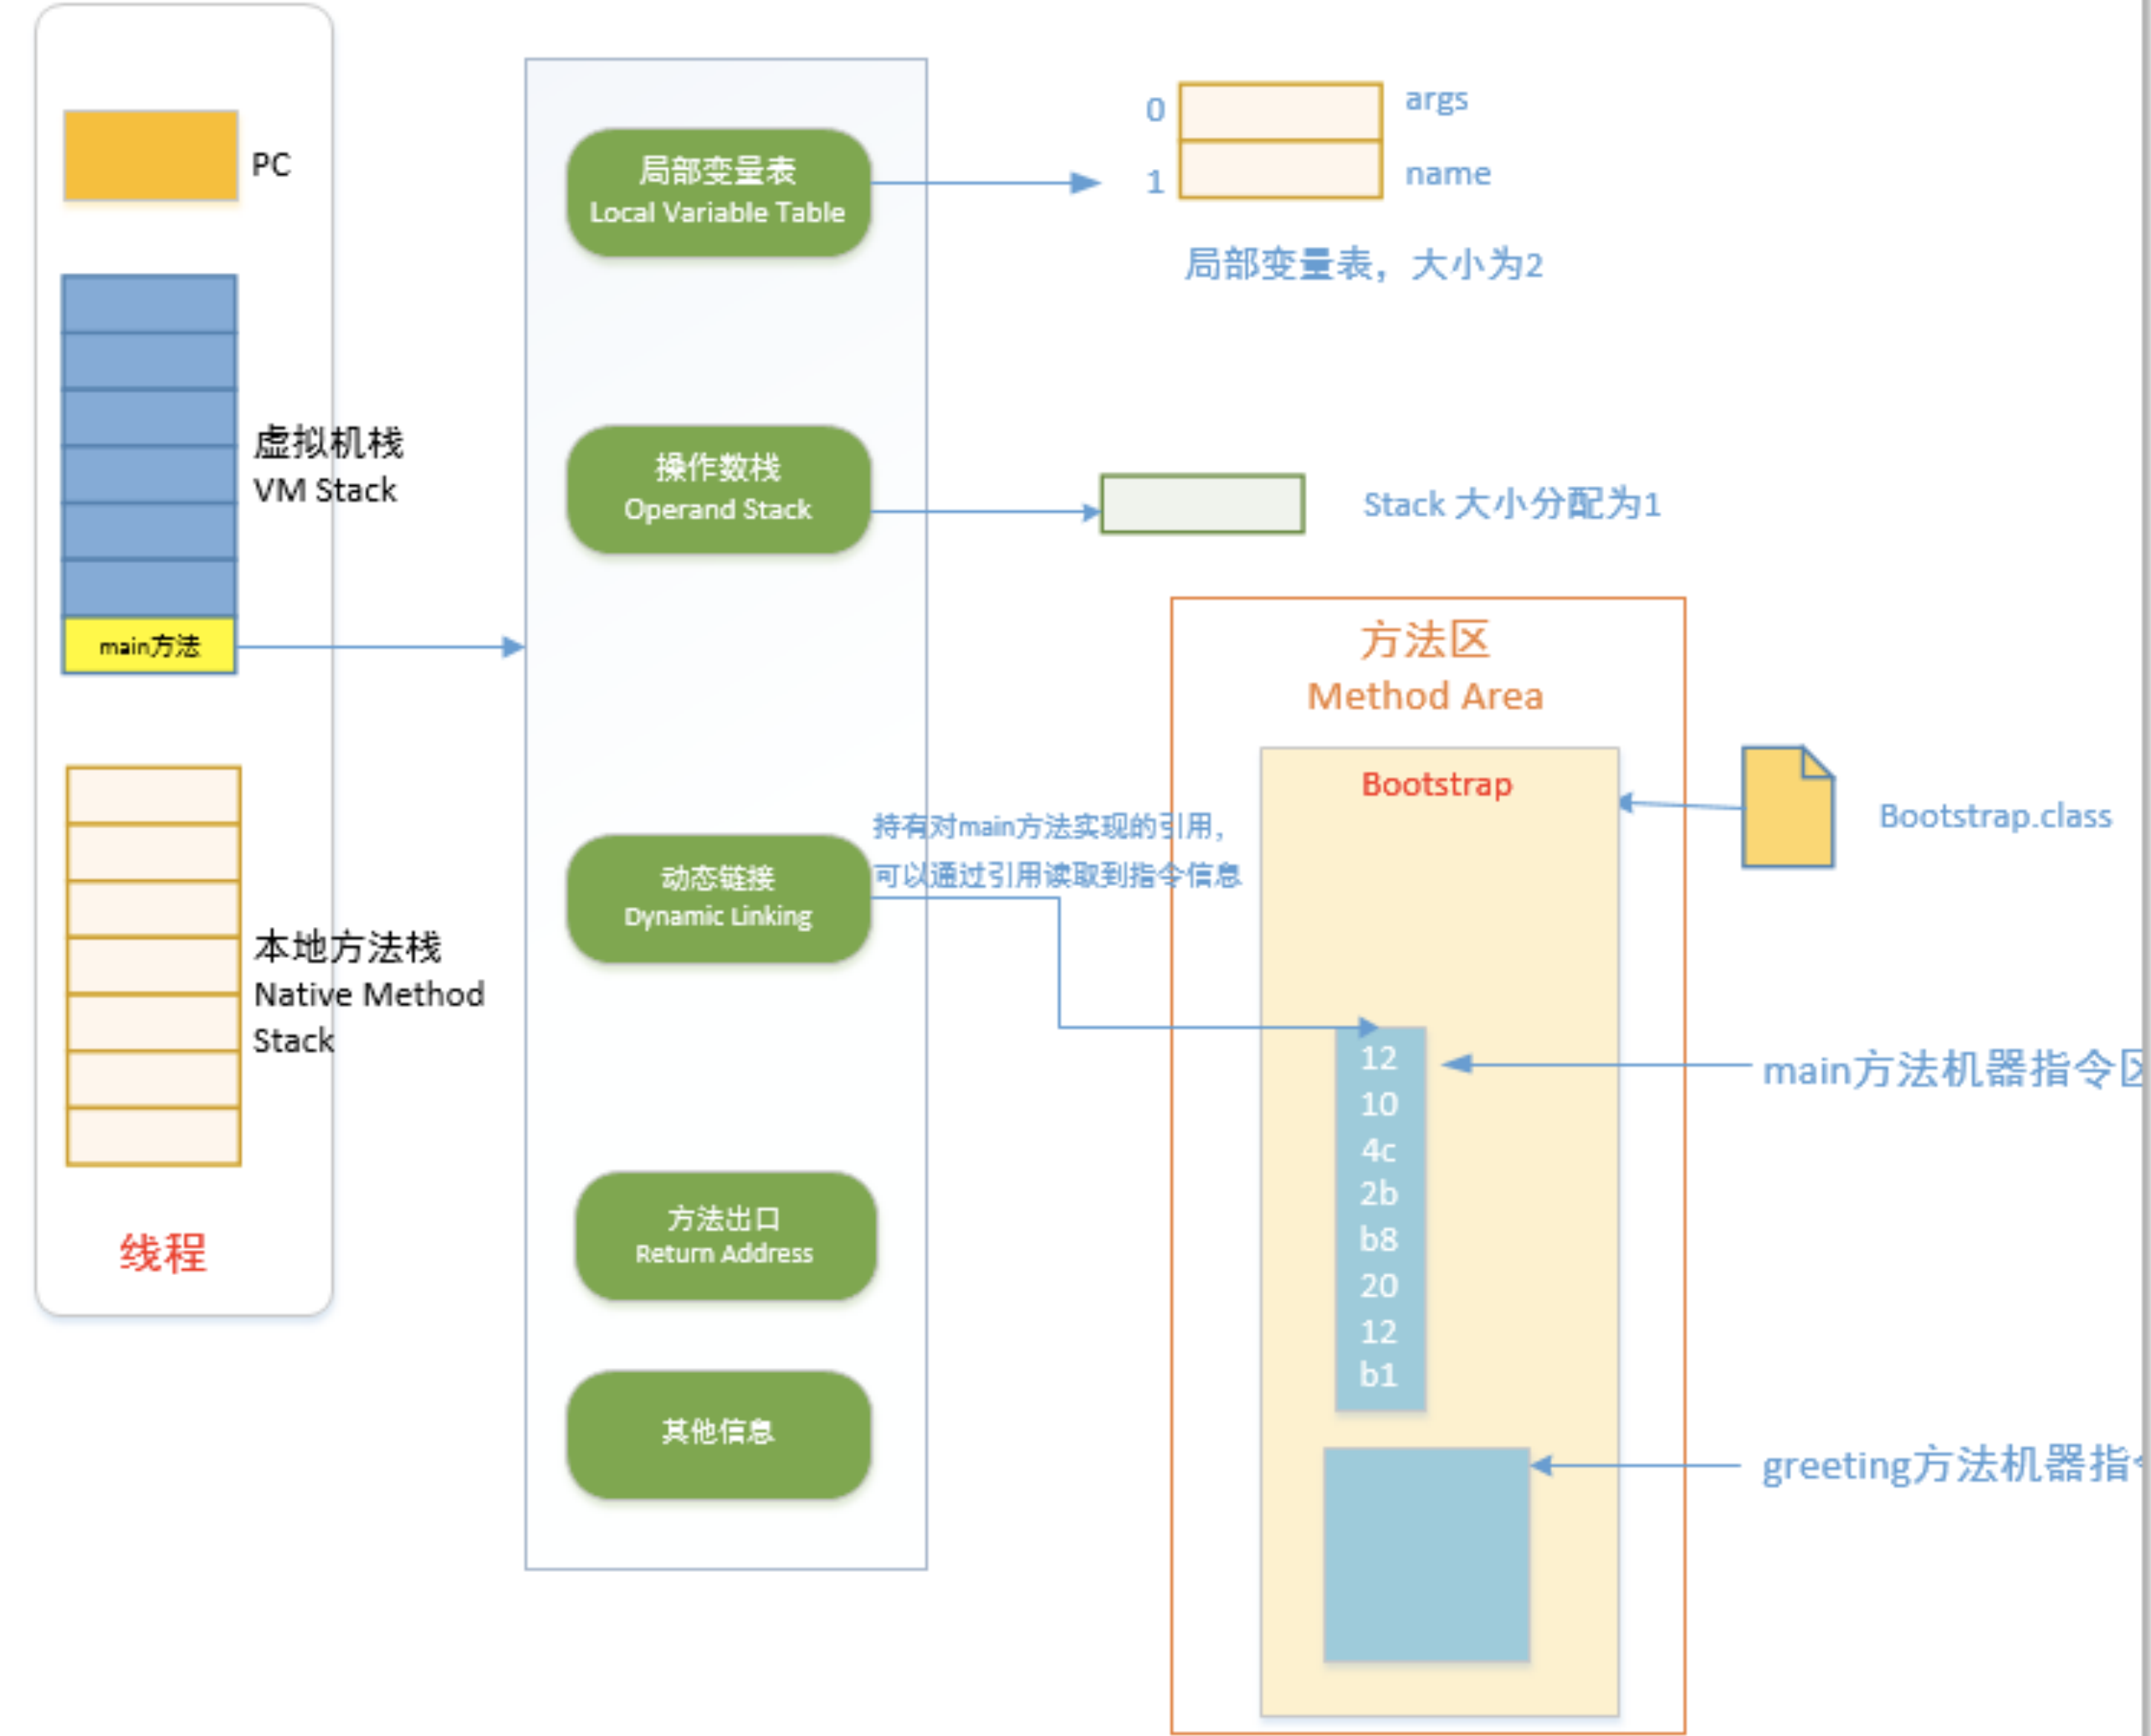 PC
虚拟机栈
VM Stack
main方法
本地方法栈
Native Method
Stack
线程
局部变量表
Local Variable Table
操作数栈
Operand Stack
动态链接
Dynamic Linking
方法出口
Return Address
其他信息
0
args
1
name
局部变量表，大小为2
Stack 大小分配为1
持有对main方法实现的引用，
可以通过引用读取到指令信息
方法区
Method Area
Bootstrap
Bootstrap.class
12
10
4c
2b
b8
20
12
b1
main方法机器指令区
greeting方法机器指